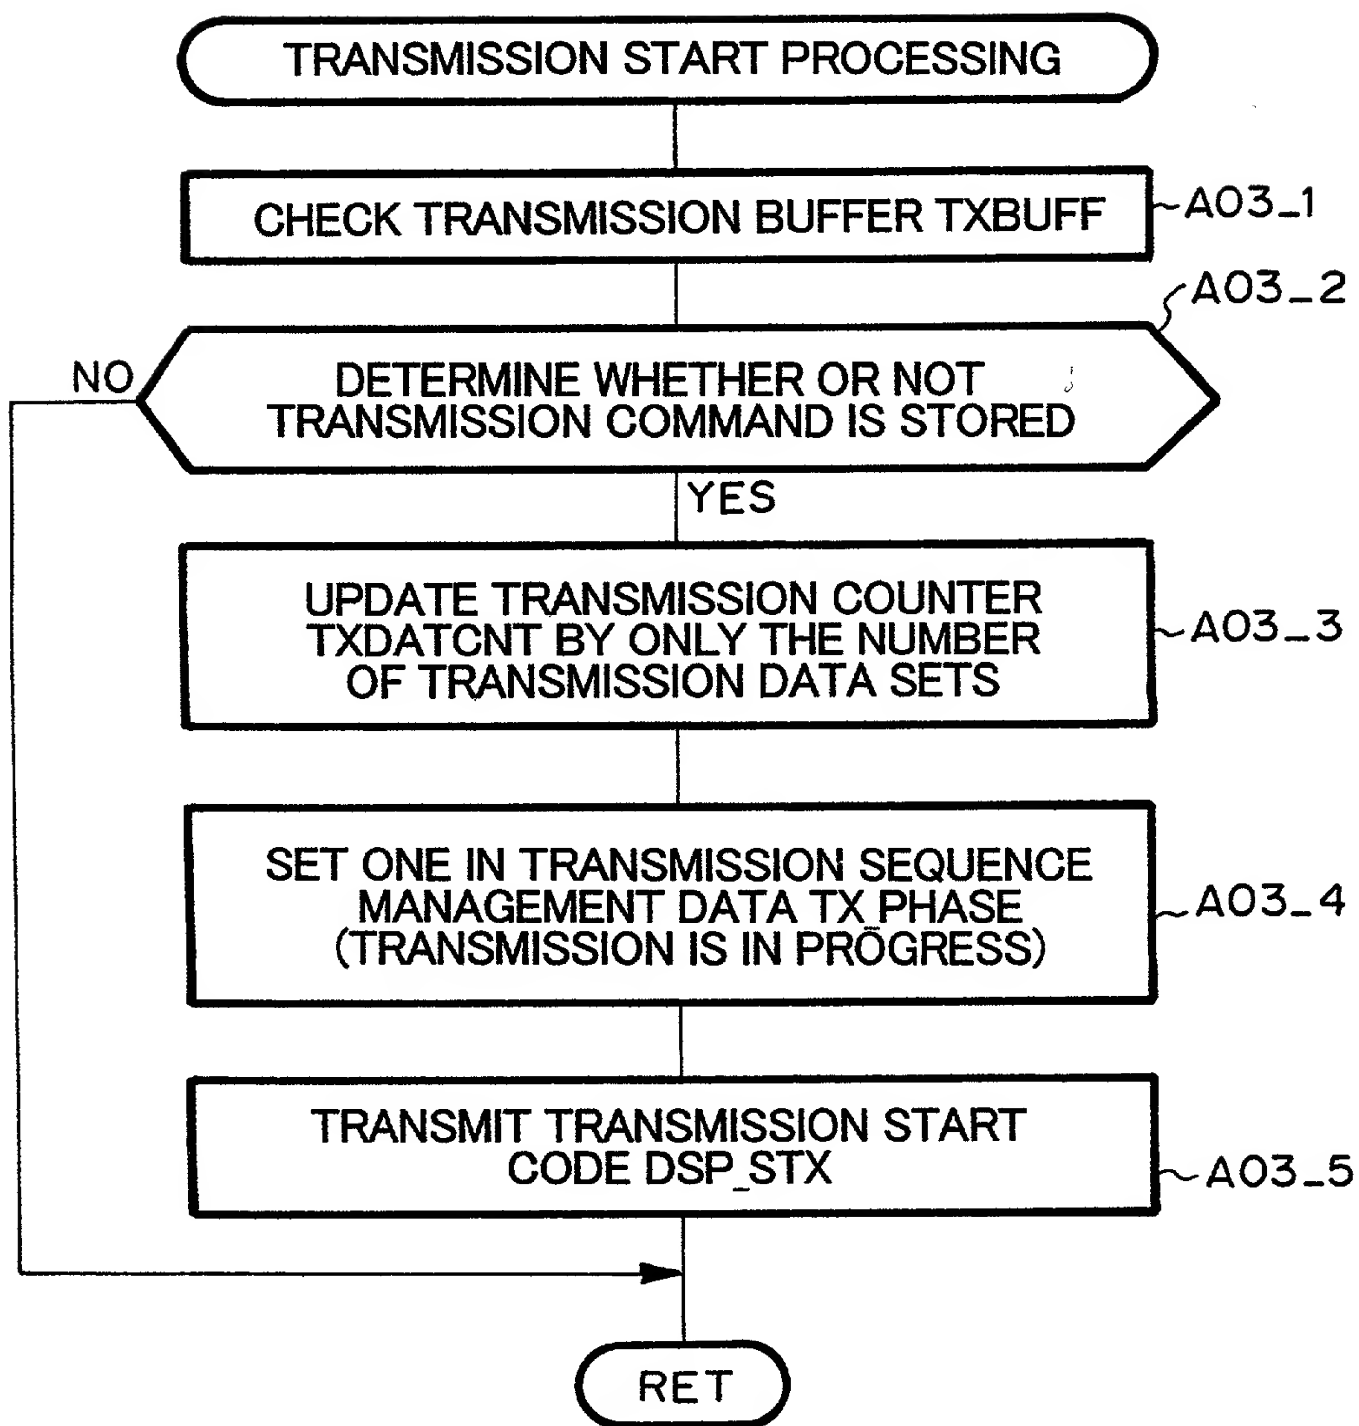 TRANSMISSION START PROCESSING
CHECK TRANSMISSION BUFFER TXBUFF
A03_1
A03_2
NO
DETERMINE WHETHER OR NOT
TRANSMISSION COMMAND IS STORED
YES
UPDATE TRANSMISSION COUNTER
TXDATCNT BY ONLY THE NUMBER
OF TRANSMISSION DATA SETS
A03_3
SET ONE IN TRANSMISSION SEQUENCE
MANAGEMENT DATA TX_PHASE
(TRANSMISSION IS IN PROGRESS)
A03_4
TRANSMIT TRANSMISSION START
CODE DSP_STX
A03_5
RET